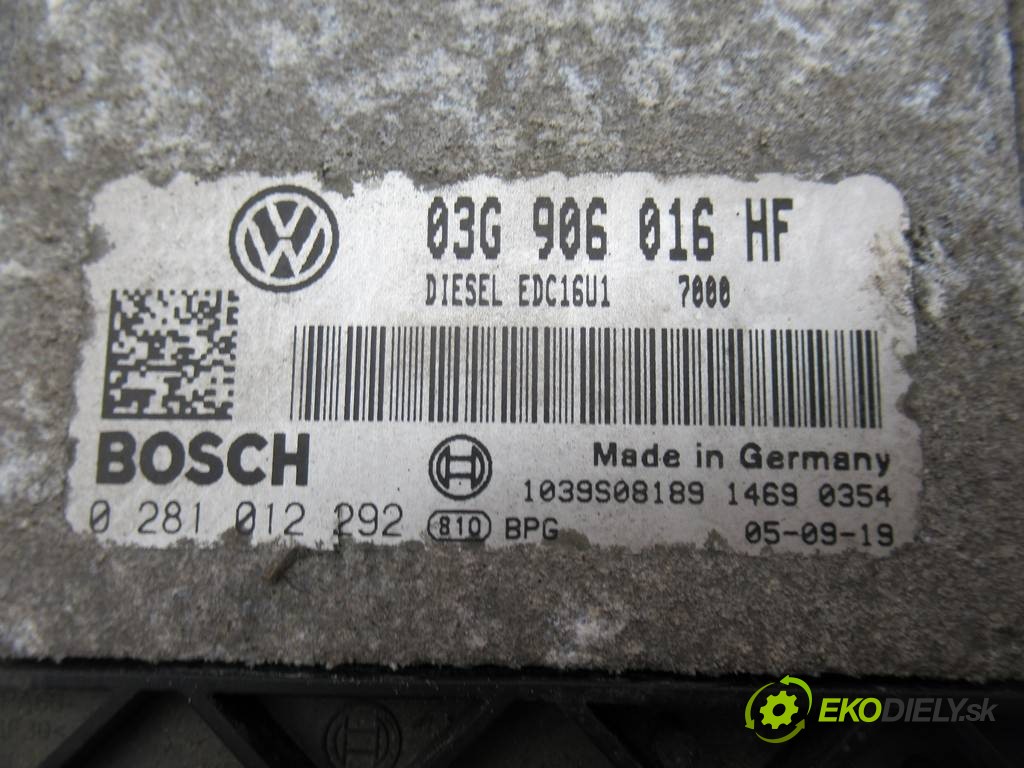 03G 906 016 HF
DIESEL EDC16U1 7000
BOSCH
Made in Germany
1039S08189 1469 0354
0 281 012 292 810 BPG 05-09-19
EKODIELY.sk